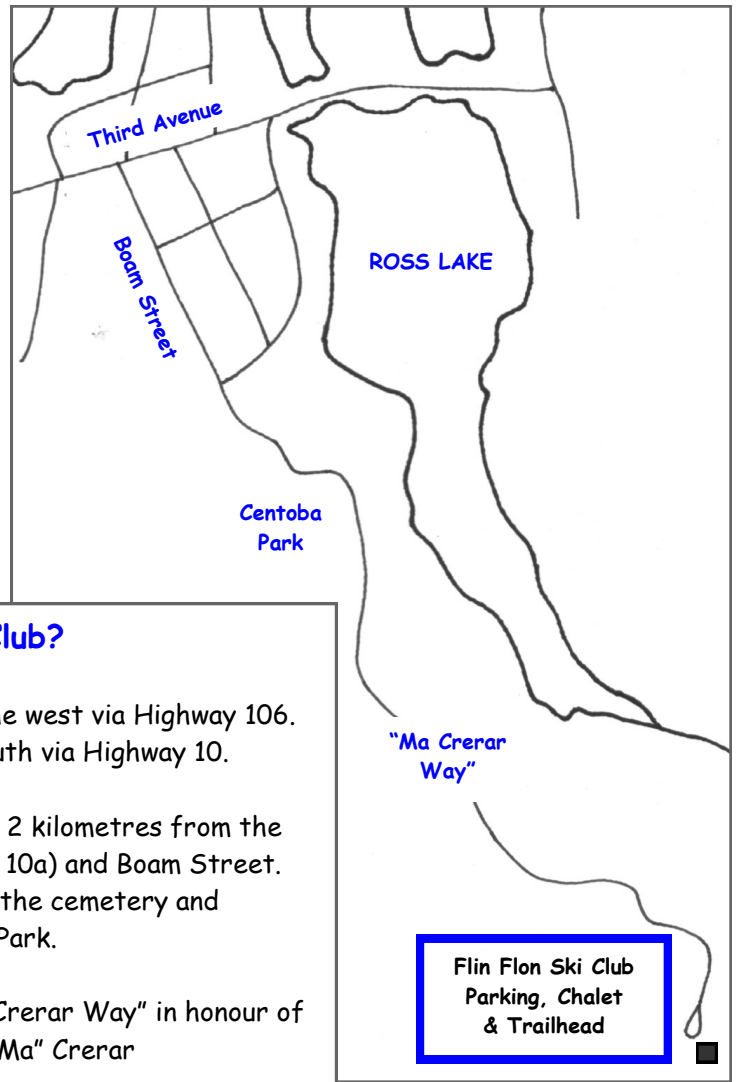 Third Avenue
Boam Street
ROSS LAKE
Centoba
Park
"Ma Crerar
Way"
Flin Flon Ski Club
Parking, Chalet
& Trailhead
west via Highway 106.
via Highway 10.
2 kilometres from the
10a) and Boam Street.
the cemetery and
Park.
Crerar Way" in honour of
Ma" Crerar